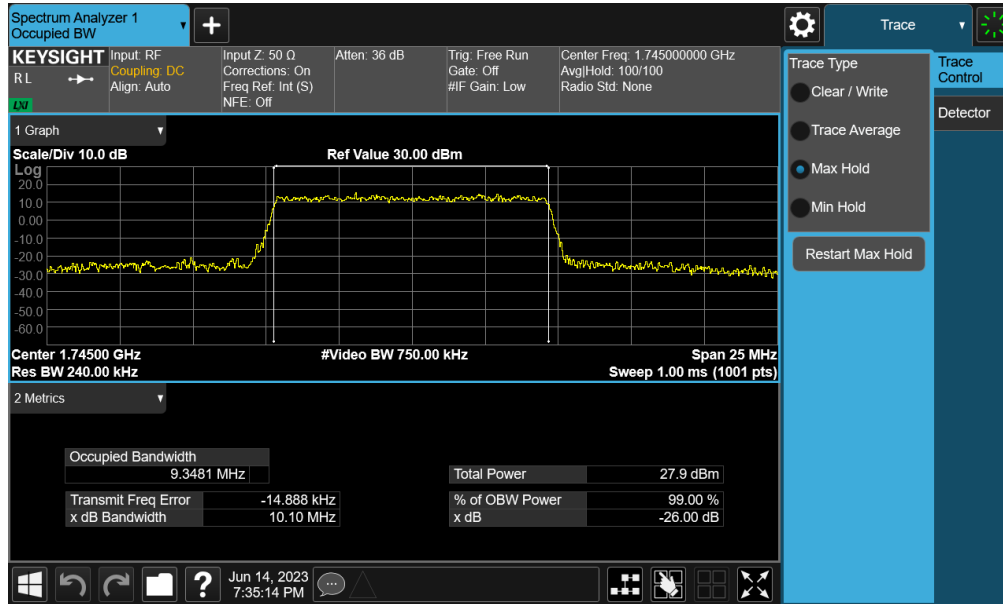 Spectrum Analyzer 1
Occupied BW
+
Trace
KEYSIGHT
R L
LXI
Input: RF
Coupling: DC
Align: Auto
Input Z: 50 Ω
Corrections: On
Freq Ref: Int (S)
NFE: Off
Atten: 36 dB
Trig: Free Run
Gate: Off
#IF Gain: Low
Center Freq: 1.745000000 GHz
Avg|Hold: 100/100
Radio Std: None
Trace Type
Clear / Write
Trace Average
Max Hold
Min Hold
Restart Max Hold
Trace
Control
Detector
1 Graph
Scale/Div 10.0 dB
Ref Value 30.00 dBm
Log
20.0
10.0
0.00
-10.0
-20.0
-30.0
-40.0
-50.0
-60.0
Center 1.74500 GHz
#Video BW 750.00 kHz
Span 25 MHz
Res BW 240.00 kHz
Sweep 1.00 ms (1001 pts)
2 Metrics
Occupied Bandwidth
9.3481 MHz
Total Power 27.9 dBm
Transmit Freq Error -14.888 kHz
% of OBW Power 99.00 %
x dB Bandwidth 10.10 MHz
x dB -26.00 dB
?
Jun 14, 2023
7:35:14 PM